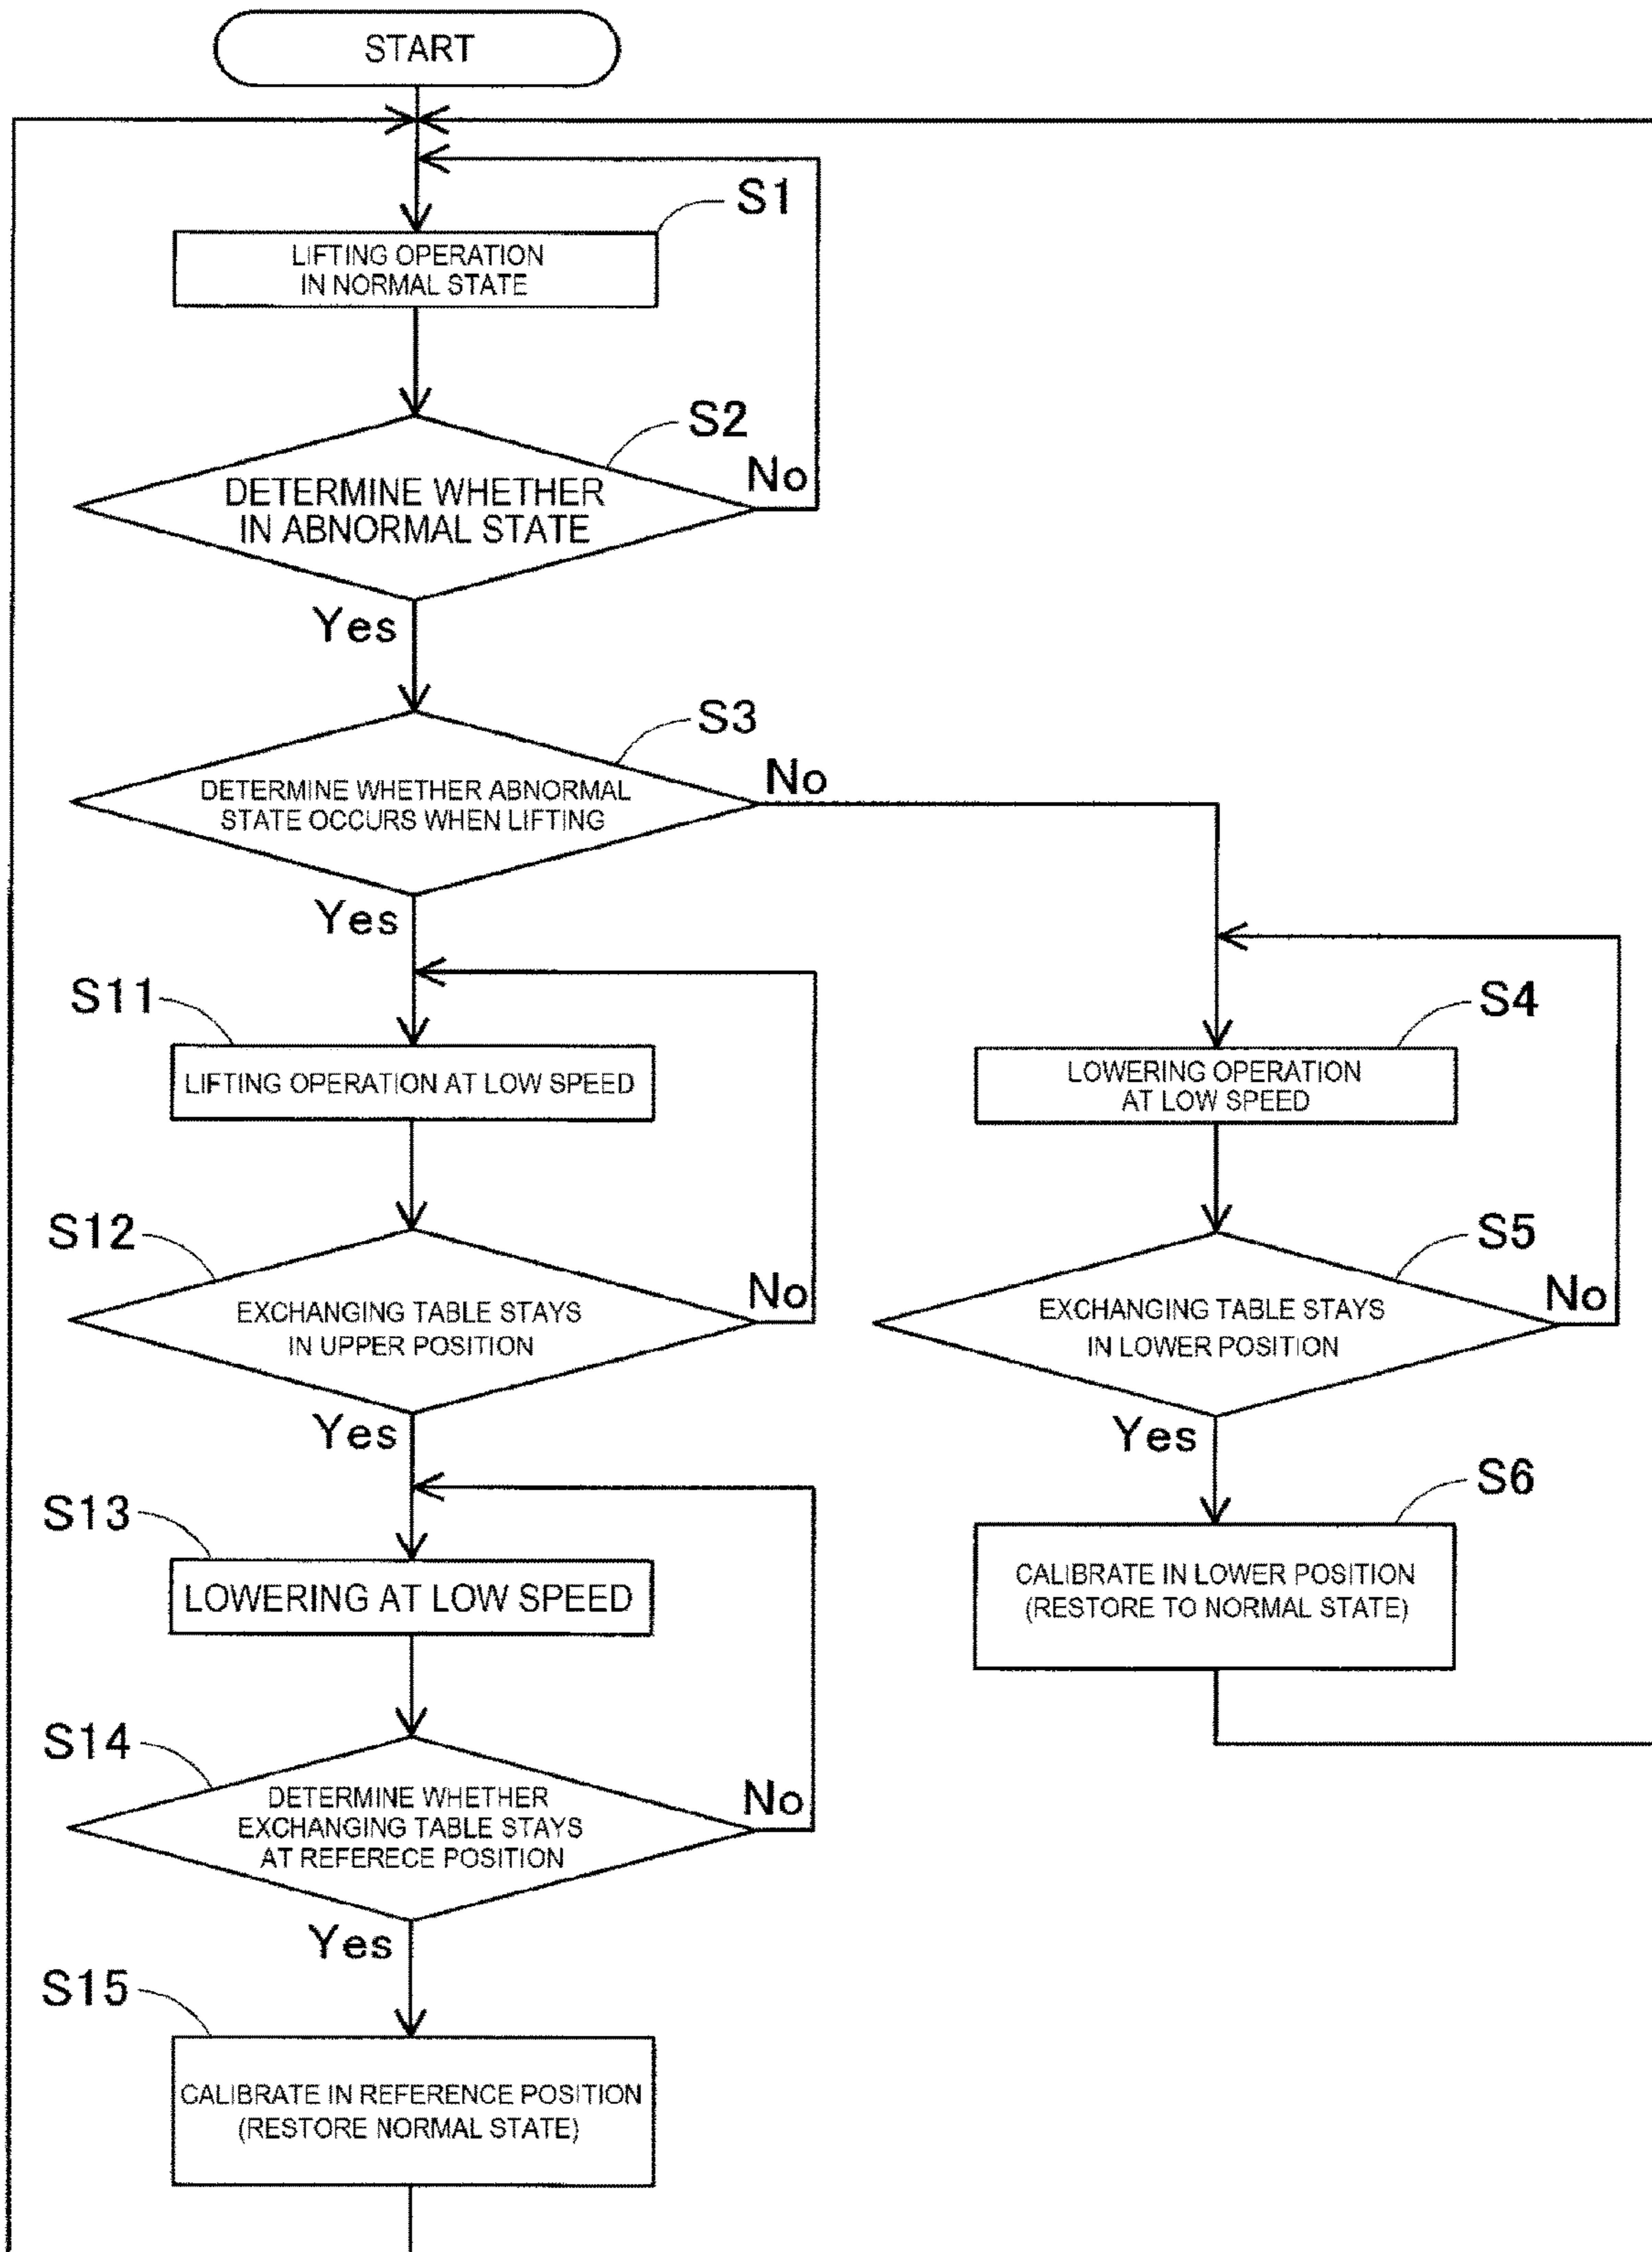 START
S1
LIFTING OPERATION
IN NORMAL STATE
S2
DETERMINE WHETHER
IN ABNORMAL STATE
No
Yes
S3
DETERMINE WHETHER ABNORMAL
STATE OCCURS WHEN LIFTING
No
Yes
S11
LIFTING OPERATION AT LOW SPEED
S4
LOWERING OPERATION
AT LOW SPEED
S12
EXCHANGING TABLE STAYS
IN UPPER POSITION
No
Yes
S5
EXCHANGING TABLE STAYS
IN LOWER POSITION
No
Yes
S13
LOWERING AT LOW SPEED
S6
CALIBRATE IN LOWER POSITION
(RESTORE TO NORMAL STATE)
S14
DETERMINE WHETHER
EXCHANGING TABLE STAYS
AT REFERECE POSITION
No
Yes
S15
CALIBRATE IN REFERENCE POSITION
(RESTORE NORMAL STATE)